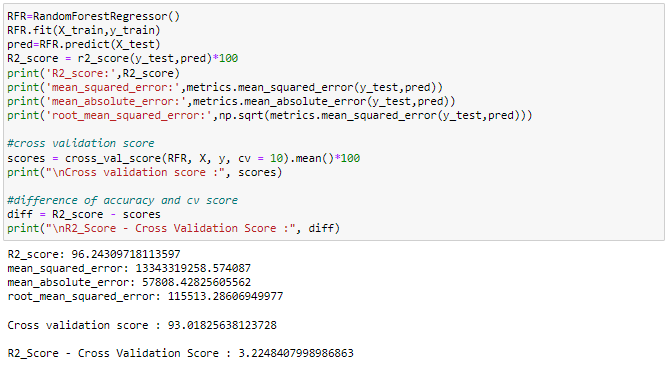 RFR=RandomForestRegressor()
RFR.fit(X_train,y_train)
pred=RFR.predict(X_test)
R2_score = r2_score(y_test,pred)*100
print('R2_score:',R2_score)
print('mean_squared_error:',metrics.mean_squared_error(y_test,pred))
print('mean_absolute_error:',metrics.mean_absolute_error(y_test,pred))
print('root_mean_squared_error:',np.sqrt(metrics.mean_squared_error(y_test,pred)))

#cross validation score
scores = cross_val_score(RFR, X, y, cv = 10).mean()*100
print("\nCross validation score :", scores)

#difference of accuracy and cv score
diff = R2_score - scores
print("\nR2_Score - Cross Validation Score :", diff)

R2_score: 96.24309718113597
mean_squared_error: 13343319258.574087
mean_absolute_error: 57808.42825605562
root_mean_squared_error: 115513.28606949977

Cross validation score : 93.01825638123728

R2_Score - Cross Validation Score : 3.2248407998986863